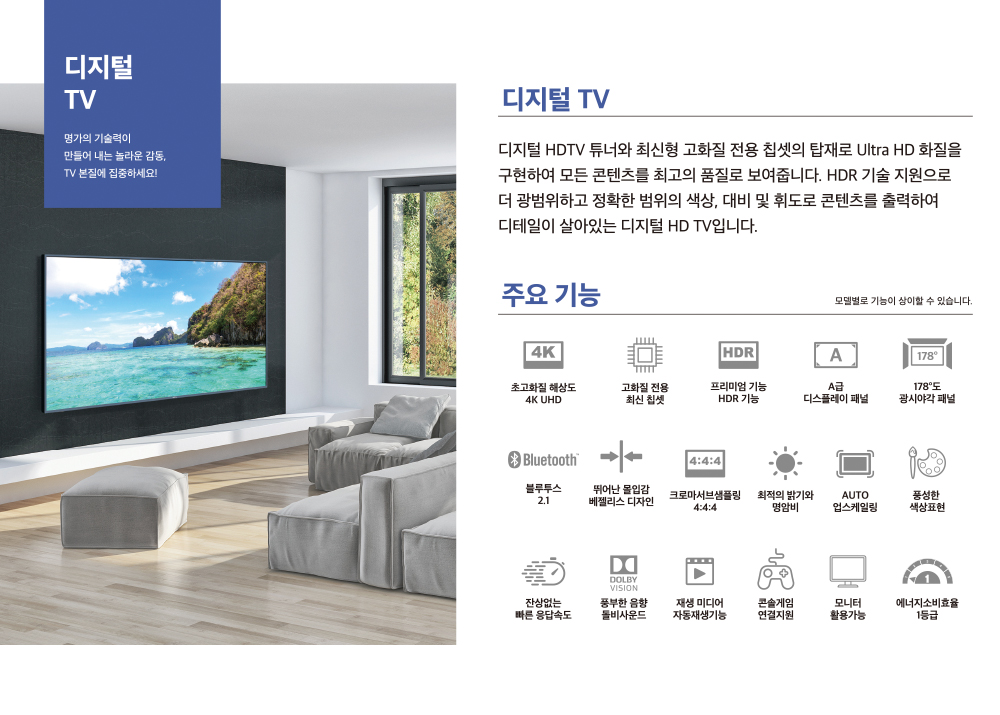 디지털
TV
명가의 기술력이
만들어 내는 놀라운 감동,
TV 본질에 집중하세요!
디지털 TV
디지털 HDTV 튜너와 최신형 고화질 전용 칩셋의 탑재로 Ultra HD 화질을
구현하여 모든 콘텐츠를 최고의 품질로 보여줍니다. HDR 기술 지원으로
더 광범위하고 정확한 범위의 색상, 대비 및 휘도로 콘텐츠를 출력하여
디테일이 살아있는 디지털 HD TV입니다.
주요 기능
모델별로 기능이 상이할 수 있습니다.
4K
HDR
A
178°
초고화질 해상도
4K UHD
고화질 전용
최신 칩셋
프리미엄 기능
HDR 기능
A급
디스플레이 패널
178°도
광시야각 패널
Bluetooth
4:4:4
블루투스
2.1
뛰어난 몰입감
베젤리스 디자인
크로마서브샘플링
4:4:4
최적의 밝기와
명암비
AUTO
업스케일링
풍성한
색상표현
DOLBY
VISION
1
잔상없는
빠른 응답속도
풍부한 음향
돌비사운드
재생 미디어
자동재생기능
콘솔게임
연결지원
모니터
활용가능
에너지소비효율
1등급